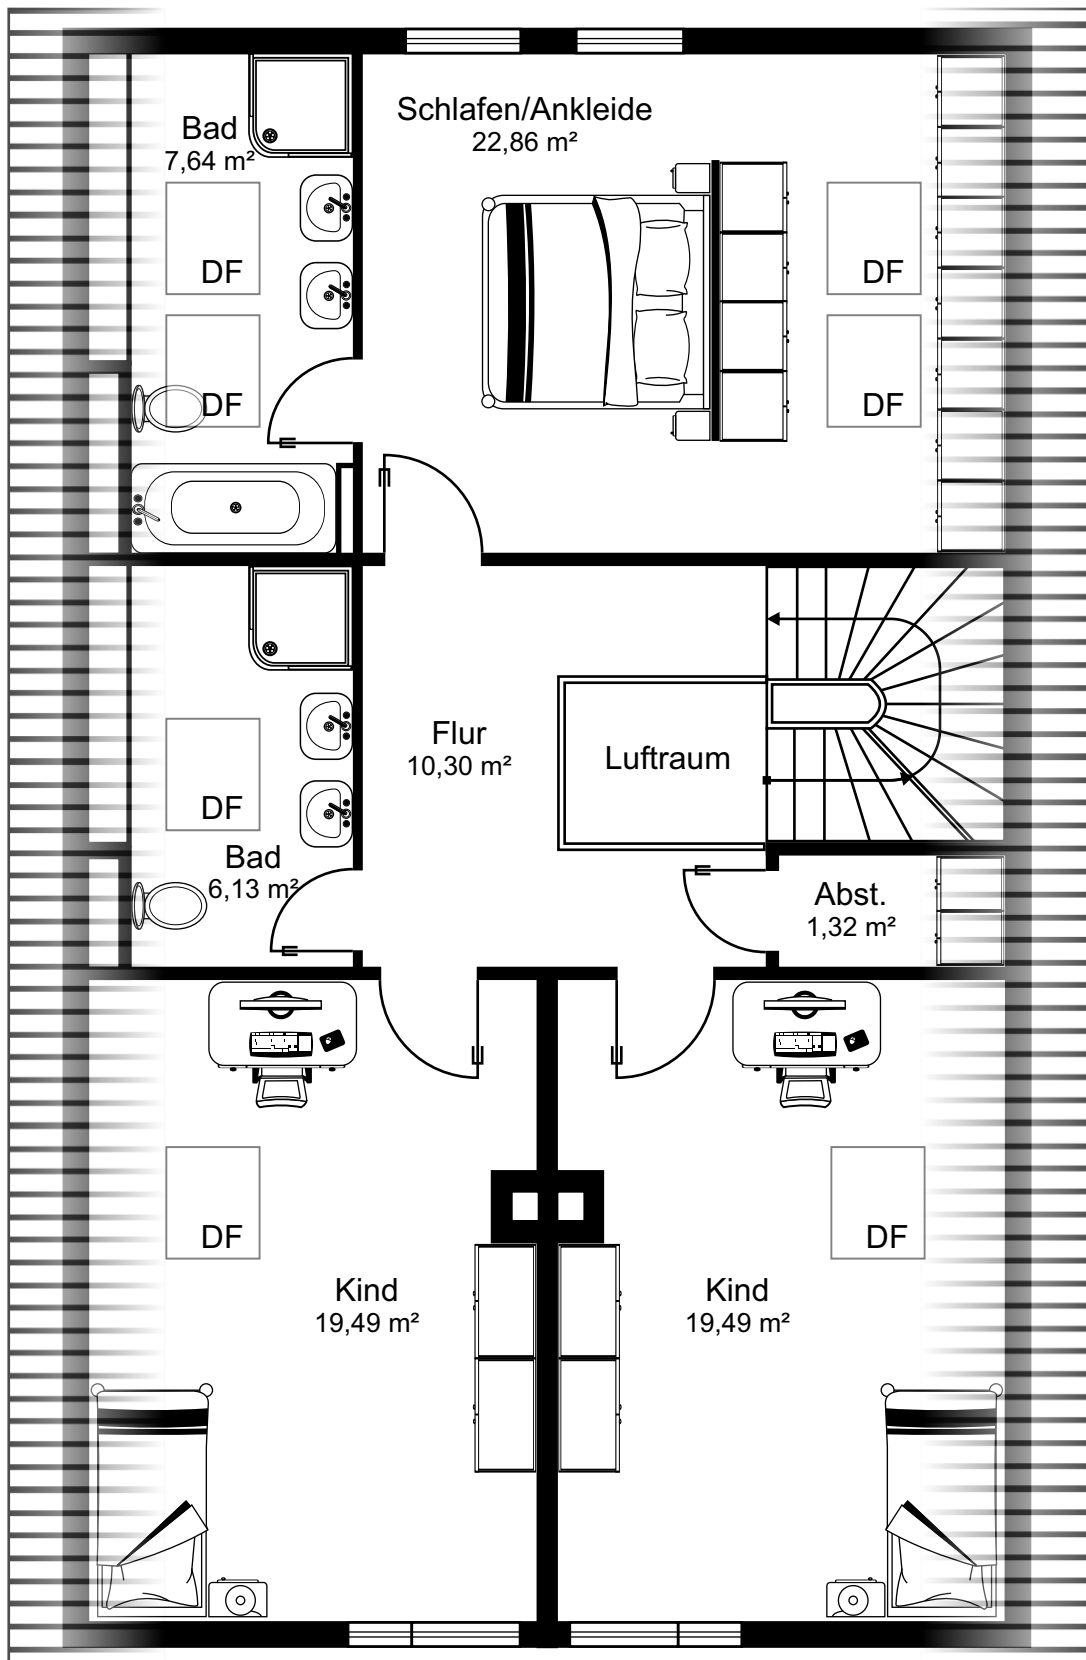 Schlafen/Ankleide
22,86 m²
Bad
7,64 m²
DF
DF
DF
DF
Flur
10,30 m²
Luftraum
DF
Bad
6,13 m²
Abst.
1,32 m²
DF
DF
Kind
19,49 m²
Kind
19,49 m²